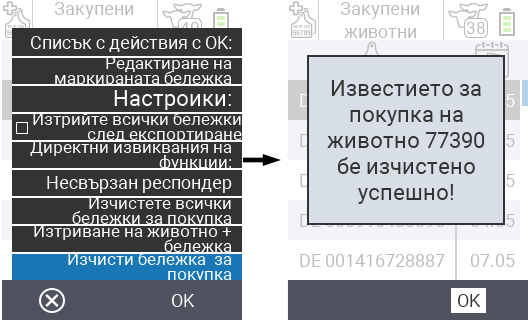 Закупени
40
Списък с действия с OK:
Редактиране на
маркираната бележка
Настроики:
Изтрийте всички бележки
след експортиране
Директни извиквания на
функции:
Несвързан респондер
Изчистете всички
бележки за покупка
Изтриване на животно +
бележка
Изчисти бележка за
покупка
OK
Закупени
животни
38
Известието за
покупка на
животно 77390
бе изчистено
успешно!
DE 001416728887 07.05
OK